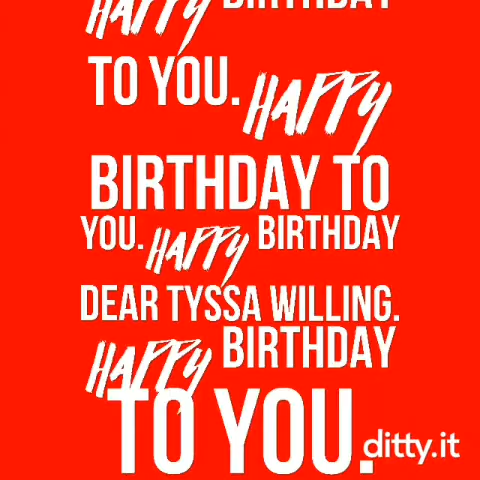 HAPPY BIRTHDAY
TO YOU. HAPPY
BIRTHDAY TO
YOU. HAPPY BIRTHDAY
DEAR TYSSA WILLING.
HAPPY BIRTHDAY
TO YOU.
ditty.it